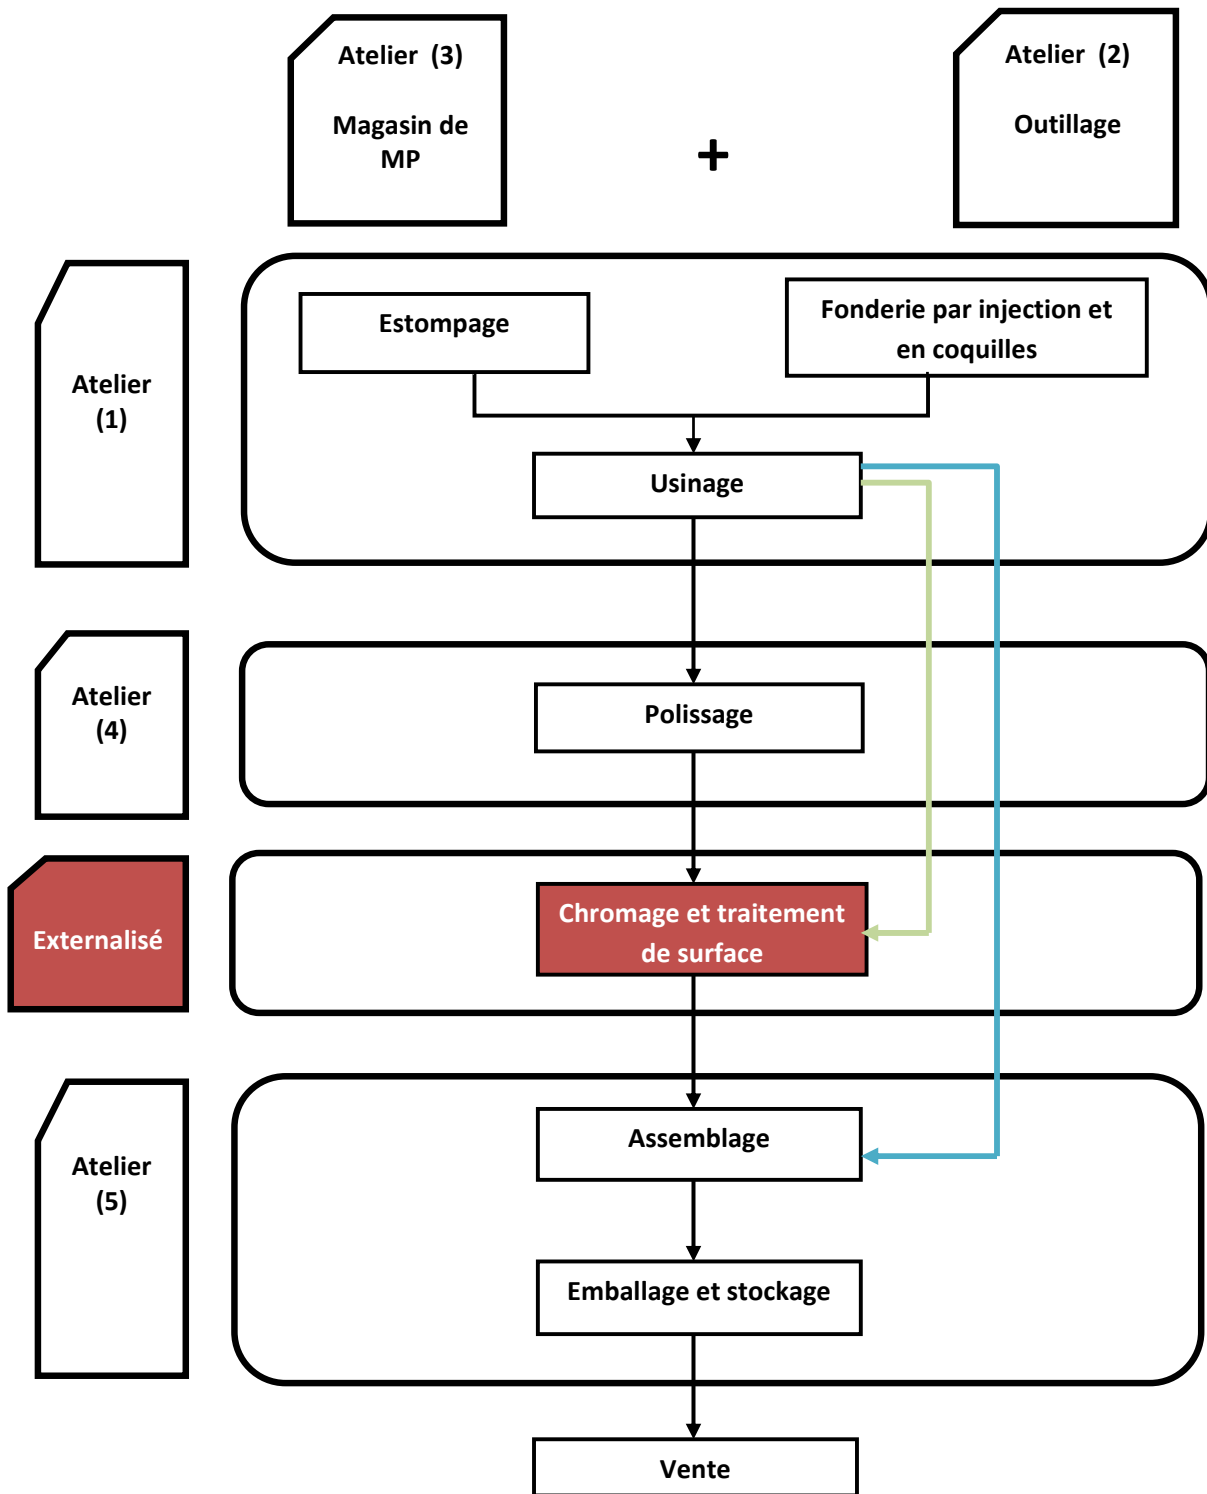 Atelier (3)
Magasin de
MP
+
Atelier (2)
Outillage
Atelier
(1)
Estompage
Fonderie par injection et
en coquilles
Usinage
Atelier
(4)
Polissage
Externalisé
Chromage et traitement
de surface
Atelier
(5)
Assemblage
Emballage et stockage
Vente